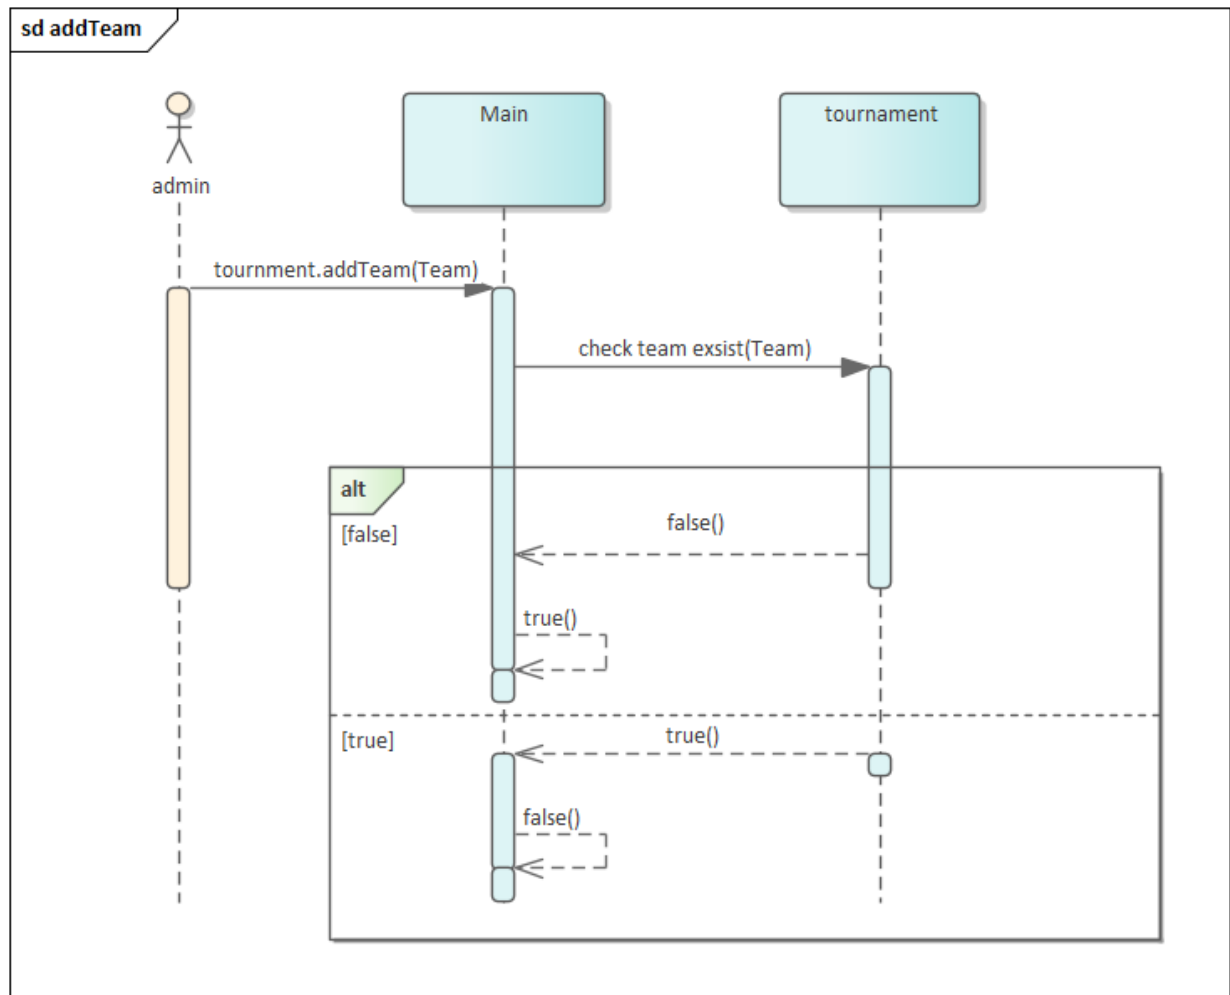 sd addTeam
admin
Main
tournament
tournment.addTeam(Team)
check team exsist(Team)
alt
[false]
false()
true()
[true]
true()
false()